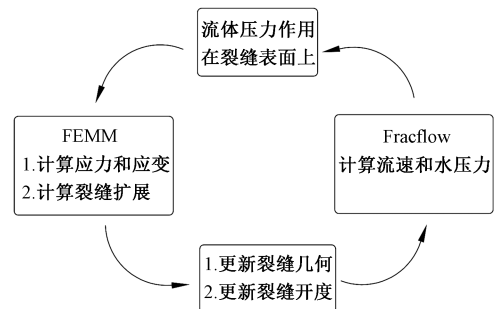 流体压力作用
在裂缝表面上
FEMM
1.计算应力和应变
2.计算裂缝扩展
Fracflow
计算流速和水压力
1.更新裂缝几何
2.更新裂缝开度